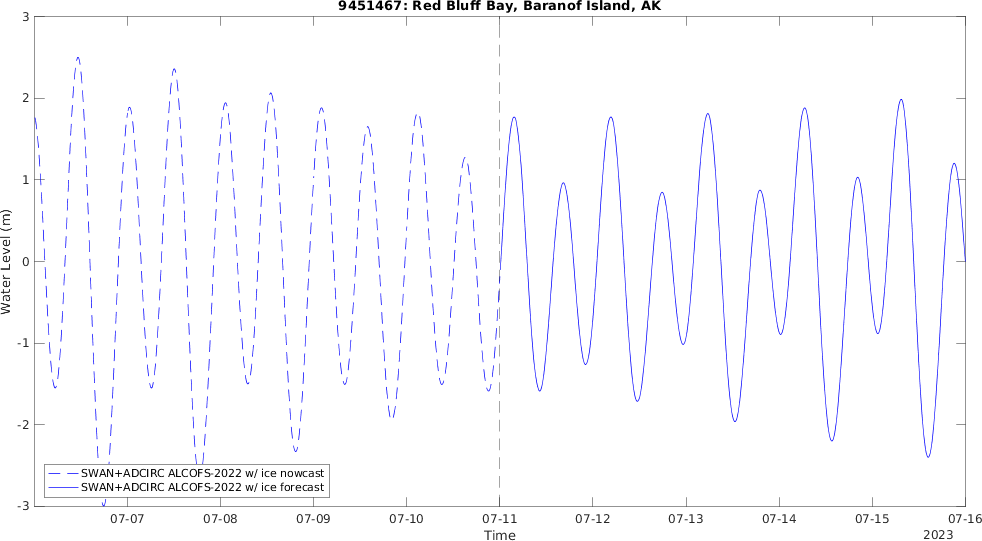 9451467: Red Bluff Bay, Baranof Island, AK
3
2
1
0
-1
-2
-3
Water Level (m)
SWAN+ADCIRC ALCOFS-2022 w/ ice nowcast
SWAN+ADCIRC ALCOFS-2022 w/ ice forecast
07-07 07-08 07-09 07-10 07-11 07-12 07-13 07-14 07-15 07-16
Time
2023